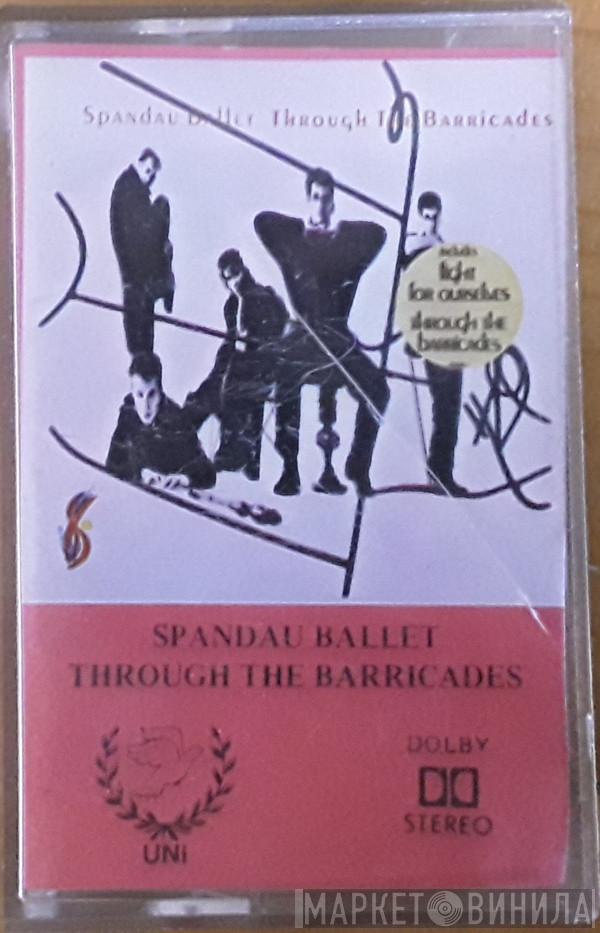 Spandau Ballet Through The Barricades
includes
fight
for ourselves
through the
barricades
SPANDAU BALLET
THROUGH THE BARRICADES
UNi
DOLBY
STEREO
МАРКЕТ ВИНИЛА